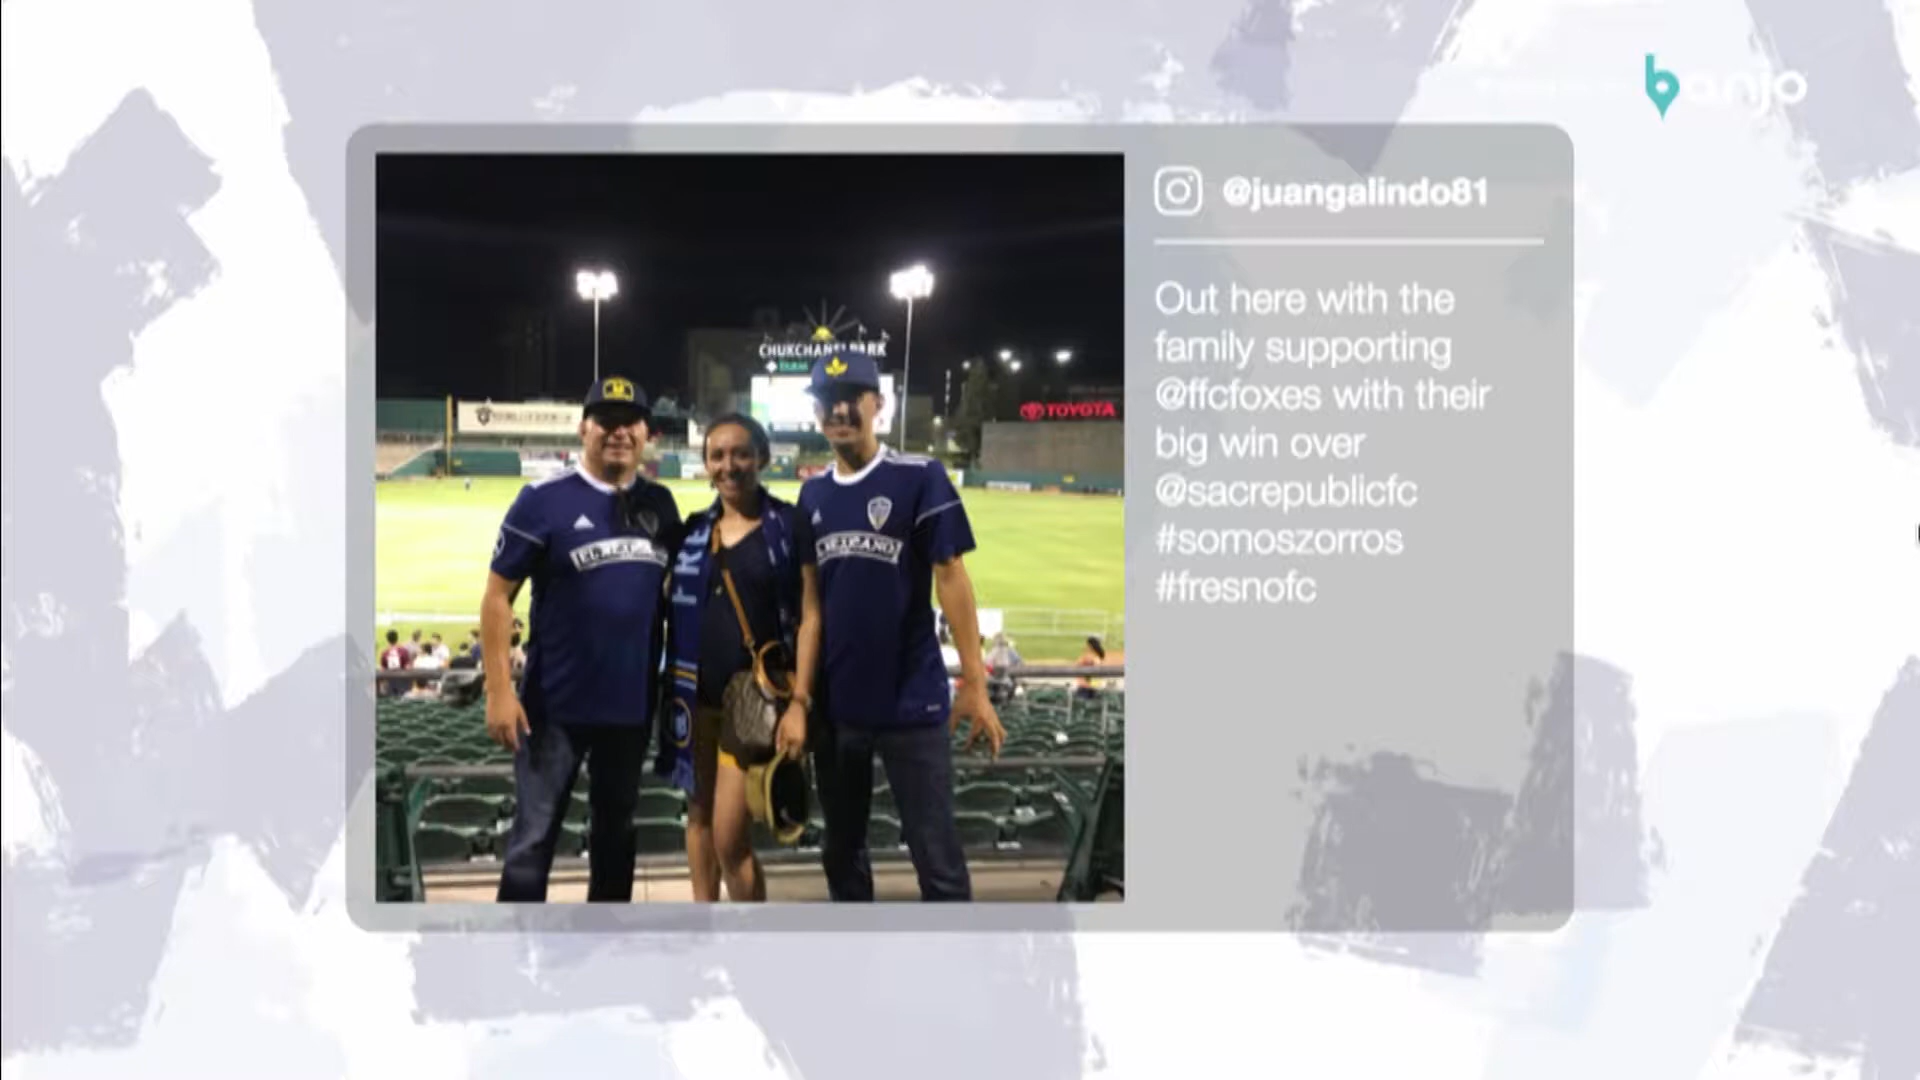 banjo
@juangalindo81
Out here with the
family supporting
@ffcfoxes with their
big win over
@sacrepublicfc
#somoszorros
#fresnofc
CHUKCHANSI PARK
TOYOTA